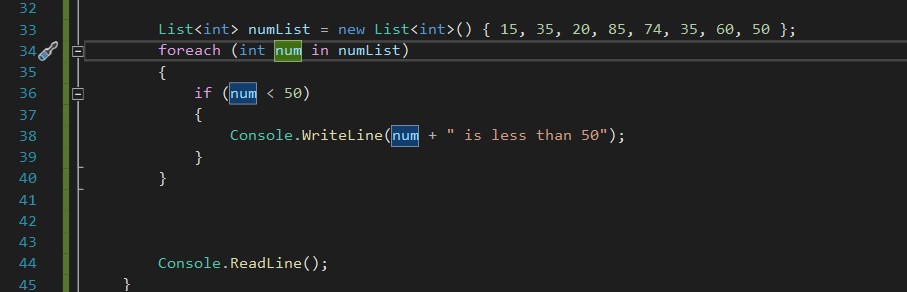 32
33 List<int> numList = new List<int>() { 15, 35, 20, 85, 74, 35, 60, 50 };
34 foreach (int num in numList)
35 {
36 if (num < 50)
37 {
38 Console.WriteLine(num + " is less than 50");
39 }
40 }
41
42
43
44 Console.ReadLine();
45 }